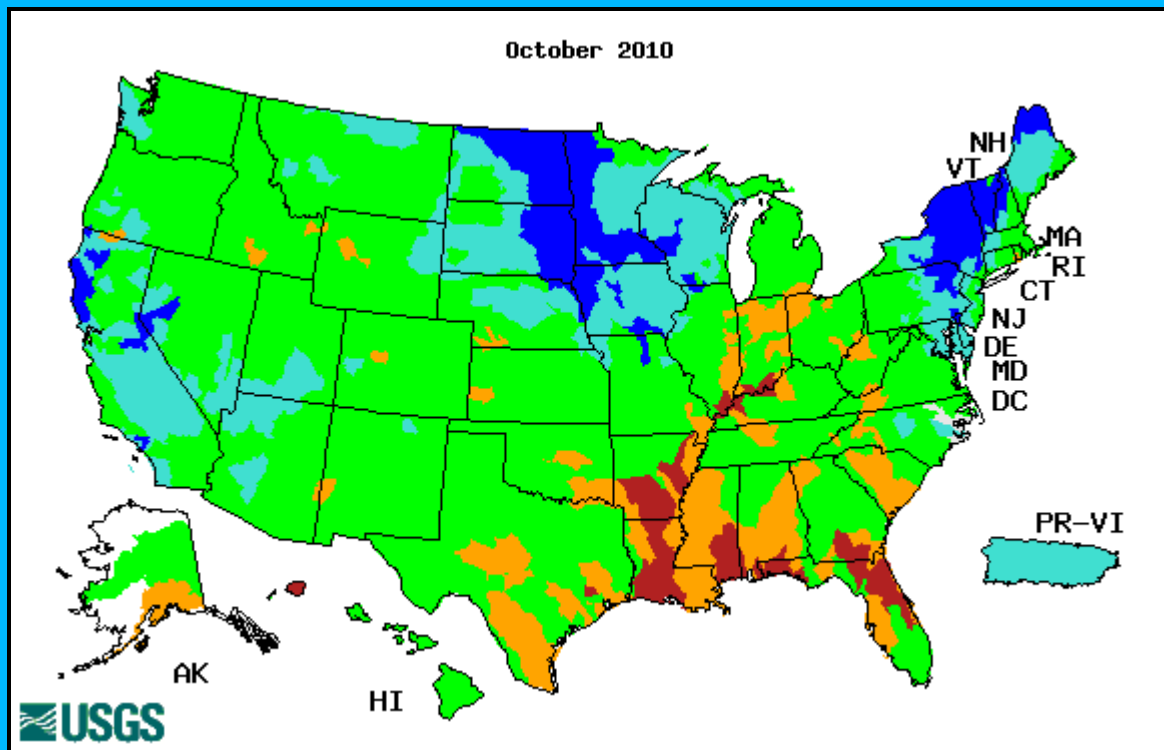 October 2010
NH
VT
MA
RI
CT
NJ
DE
MD
DC
PR-VI
AK
HI
USGS